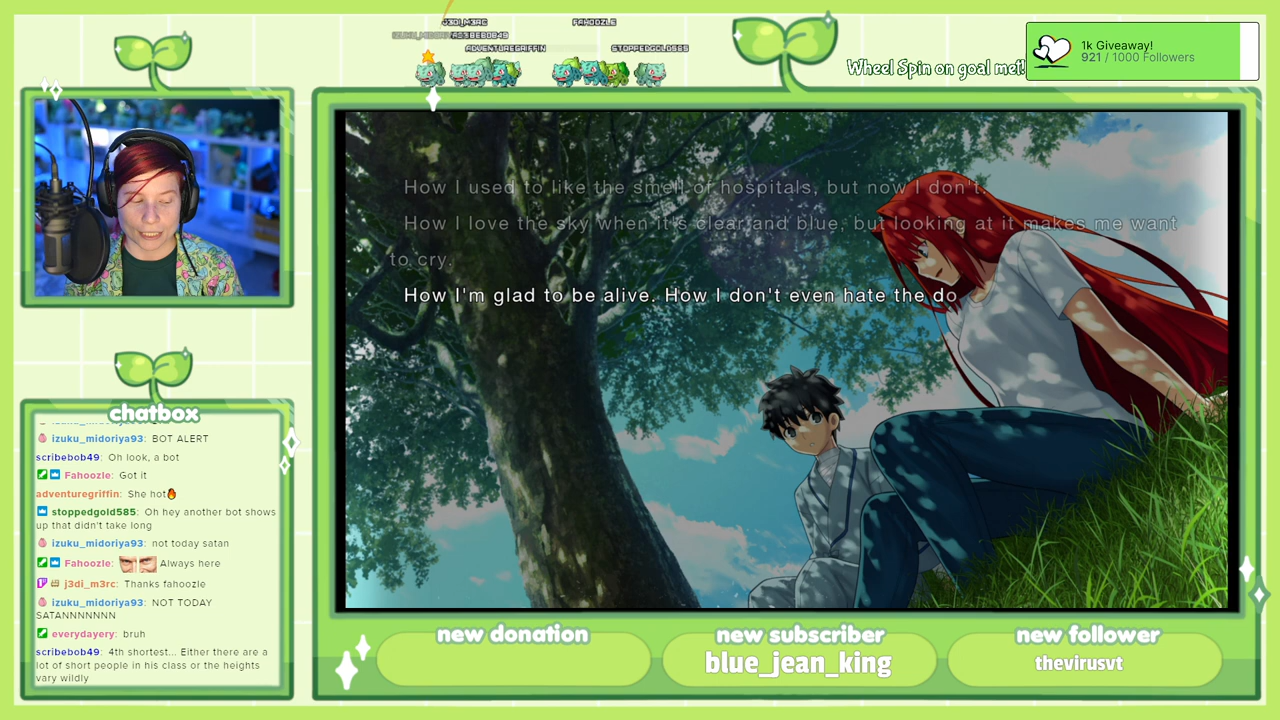 J3DI_M3RC
FAHOOZLE
ADVENTUREGRIFFIN
STOPPEDGOLD585
Wheel Spin on goal met!
1k Giveaway!
921 / 1000 Followers
How I used to like the smell of hospitals, but now I don't.
How I love the sky when it's clear and blue, but looking at it makes me want
to cry.
How I'm glad to be alive. How I don't even hate the do
chatbox
izuku_midoriya93: BOT ALERT
scribebob49: Oh look, a bot
Fahoozle: Got it
adventuregriffin: She hot🔥
stoppedgold585: Oh hey another bot shows
up that didn't take long
izuku_midoriya93: not today satan
Fahoozle: Always here
j3di_m3rc: Thanks fahoozle
izuku_midoriya93: NOT TODAY
SATANNNNNN
everydayery: bruh
scribebob49: 4th shortest... Either there are a
lot of short people in his class or the heights
vary wildly
new donation
new subscriber
blue_jean_king
new follower
thevirusvt